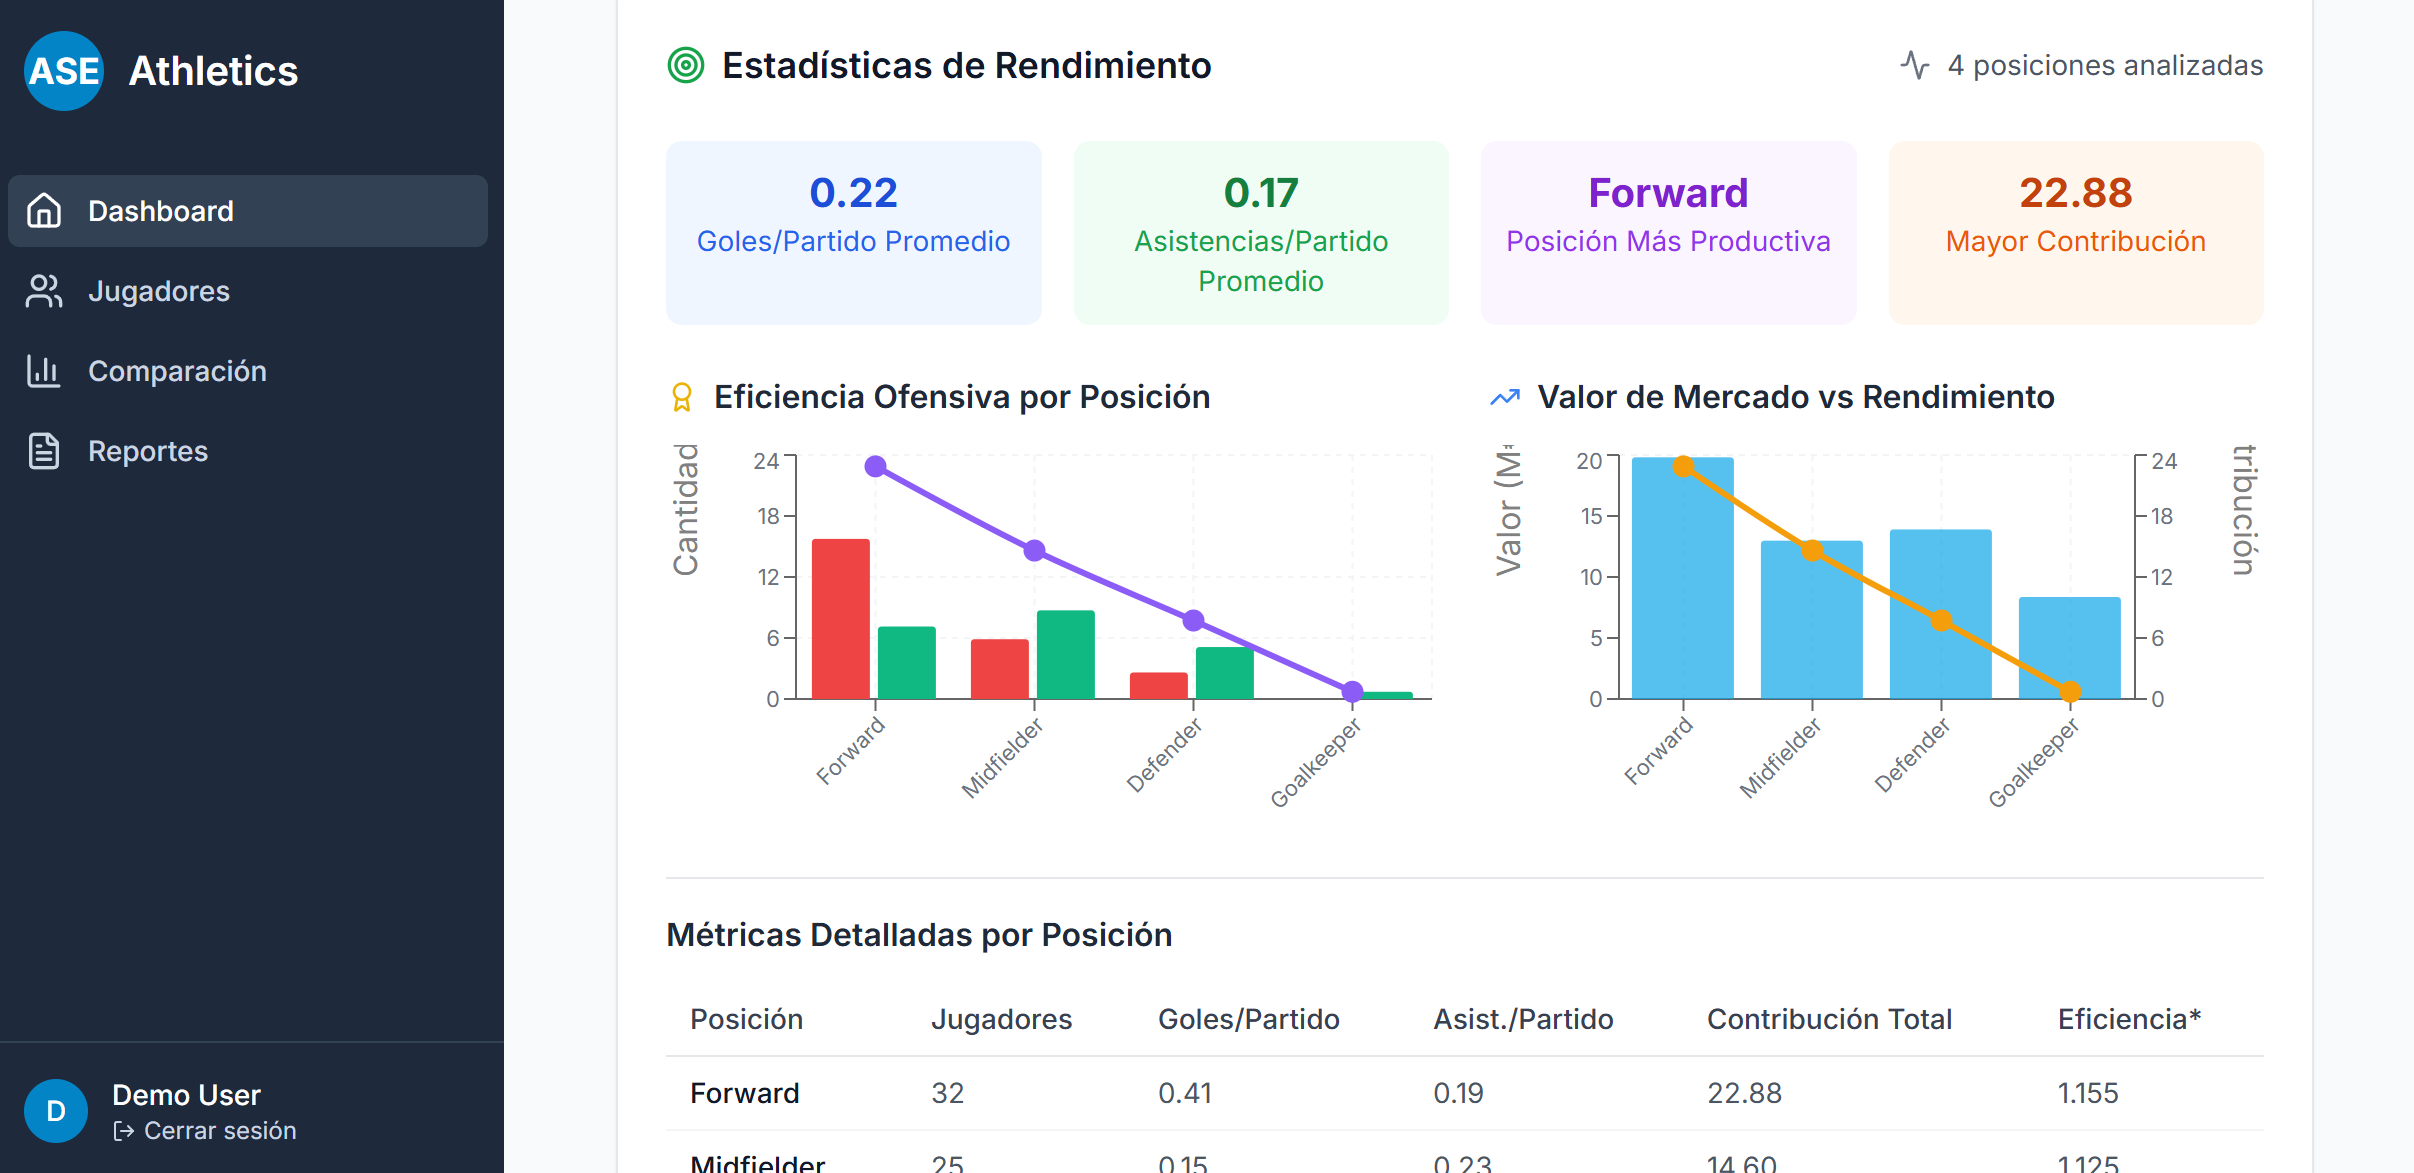 ASE Athletics
Dashboard
Jugadores
Comparación
Reportes
D
Demo User
Cerrar sesión
Estadísticas de Rendimiento
4 posiciones analizadas
0.22
Goles/Partido Promedio
0.17
Asistencias/Partido
Promedio
Forward
Posición Más Productiva
22.88
Mayor Contribución
Eficiencia Ofensiva por Posición
Cantidad
24
18
12
6
0
Forward
Midfielder
Defender
Goalkeeper
Valor de Mercado vs Rendimiento
Valor (M
20
15
10
5
0
24
18
12
6
0
tribución
Forward
Midfielder
Defender
Goalkeeper
Métricas Detalladas por Posición
Posición Jugadores Goles/Partido Asist./Partido Contribución Total Eficiencia*
Forward 32 0.41 0.19 22.88 1.155
Midfielder 25 0.15 0.23 14.60 1.125